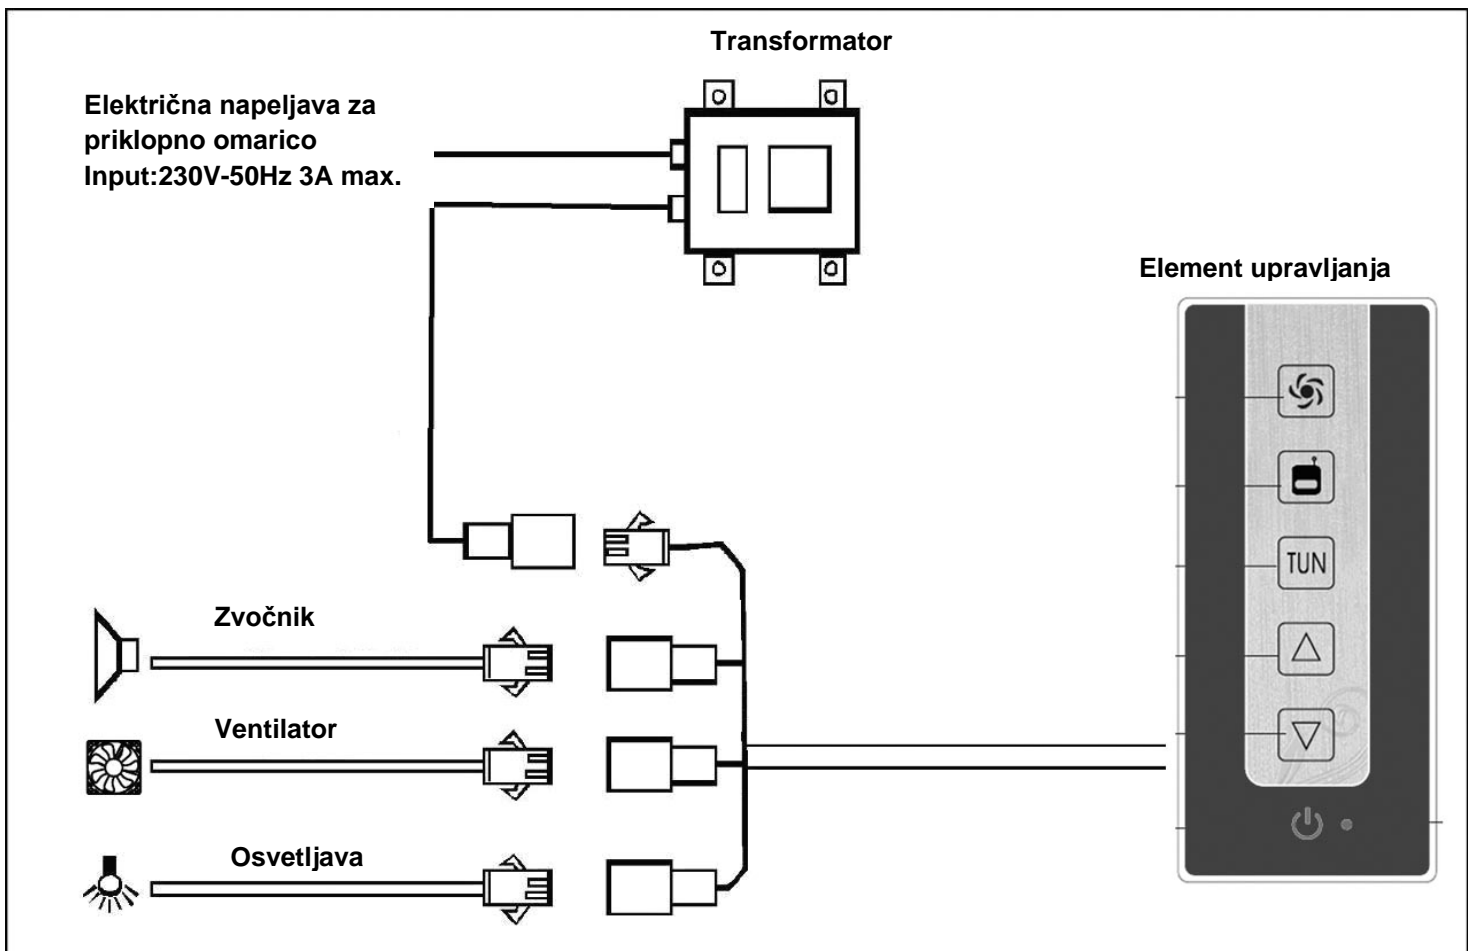 Transformator
Električna napeljava za
priklopno omarico
Input:230V-50Hz 3A max.
Element upravljanja
TUN
Zvočnik
Ventilator
Osvetljava